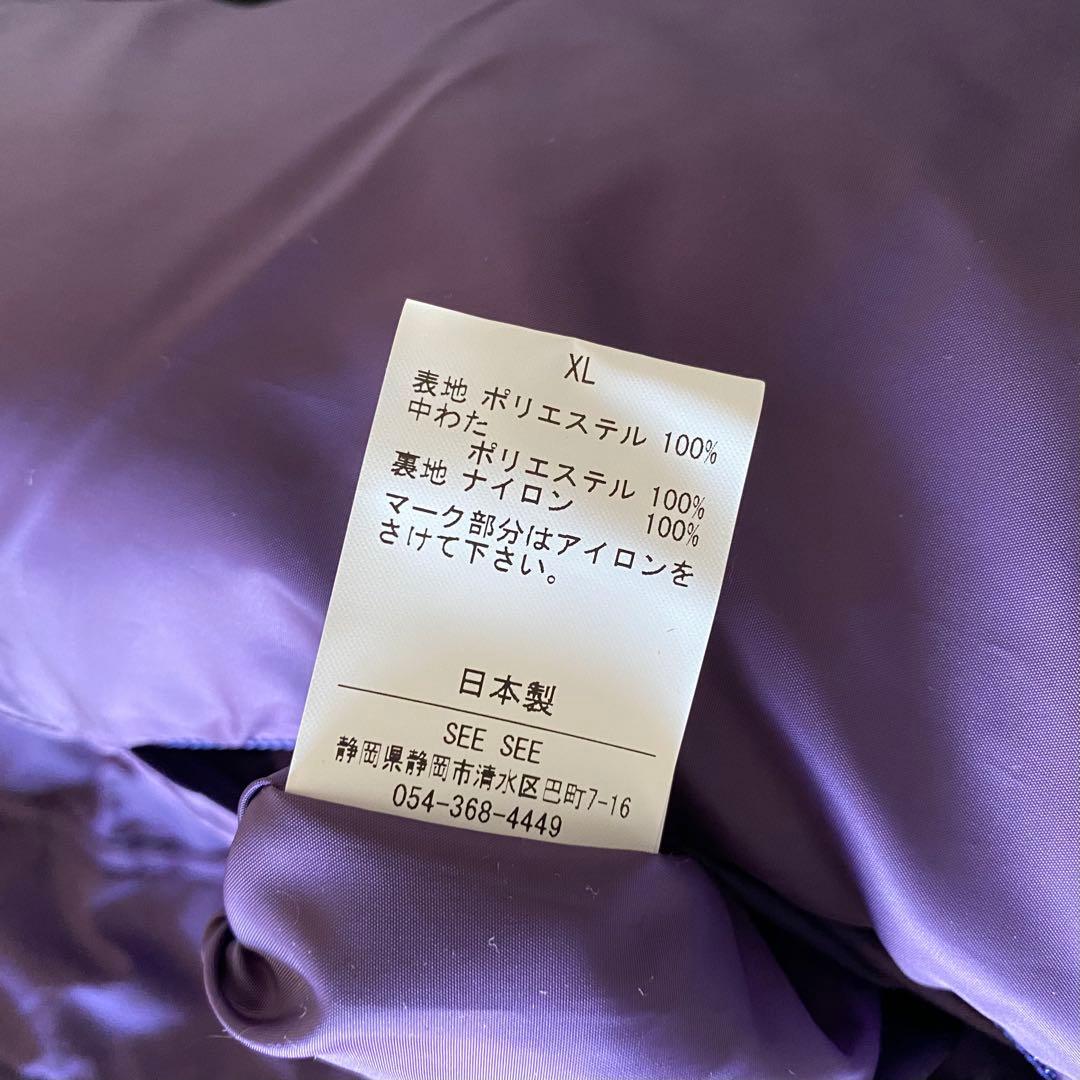 XL
表地 ポリエステル 100%
中わた
ポリエステル 100%
裏地 ナイロン 100%
マーク部分はアイロンを
さけて下さい。
日本製
SEE SEE
静岡県静岡市清水区巴町7-16
054-368-4449